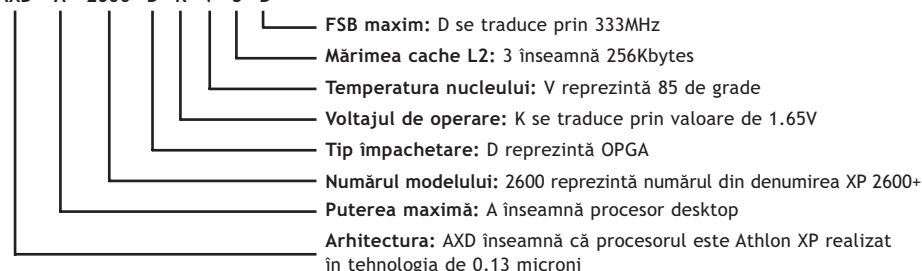 FSB maxim: D se traduce prin 333MHz
Mărimea cache L2: 3 înseamnă 256Kbytes
Temperatura nucleului: V reprezintă 85 de grade
Voltajul de operare: K se traduce prin valoare de 1.65V
Tip împachetare: D reprezintă OPGA
Numărul modelului: 2600 reprezintă numărul din denumirea XP 2600+
Puterea maximă: A înseamnă procesor desktop
Arhitectura: AXD înseamnă că procesorul este Athlon XP realizat
în tehnologia de 0.13 microni